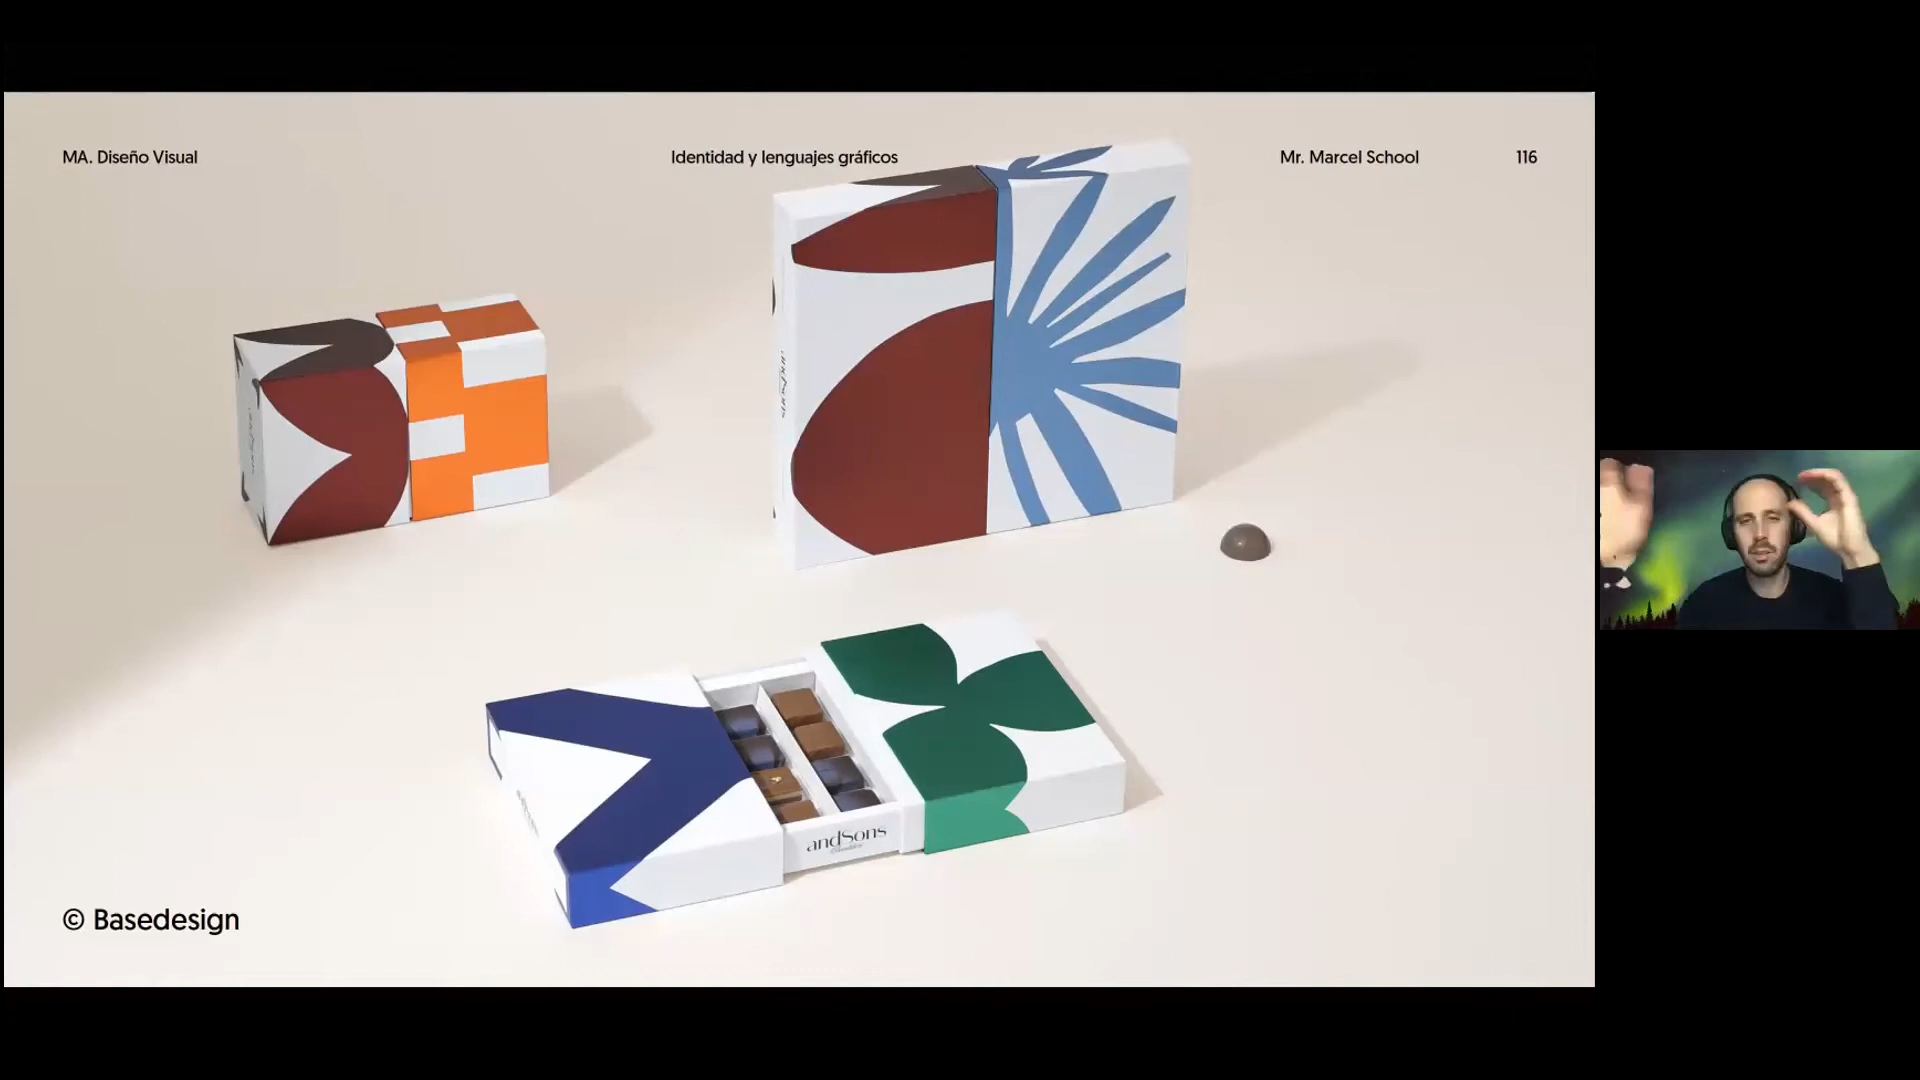 MA. Diseño Visual
Identidad y lenguajes gráficos
Mr. Marcel School
116
andSons
© Basedesign